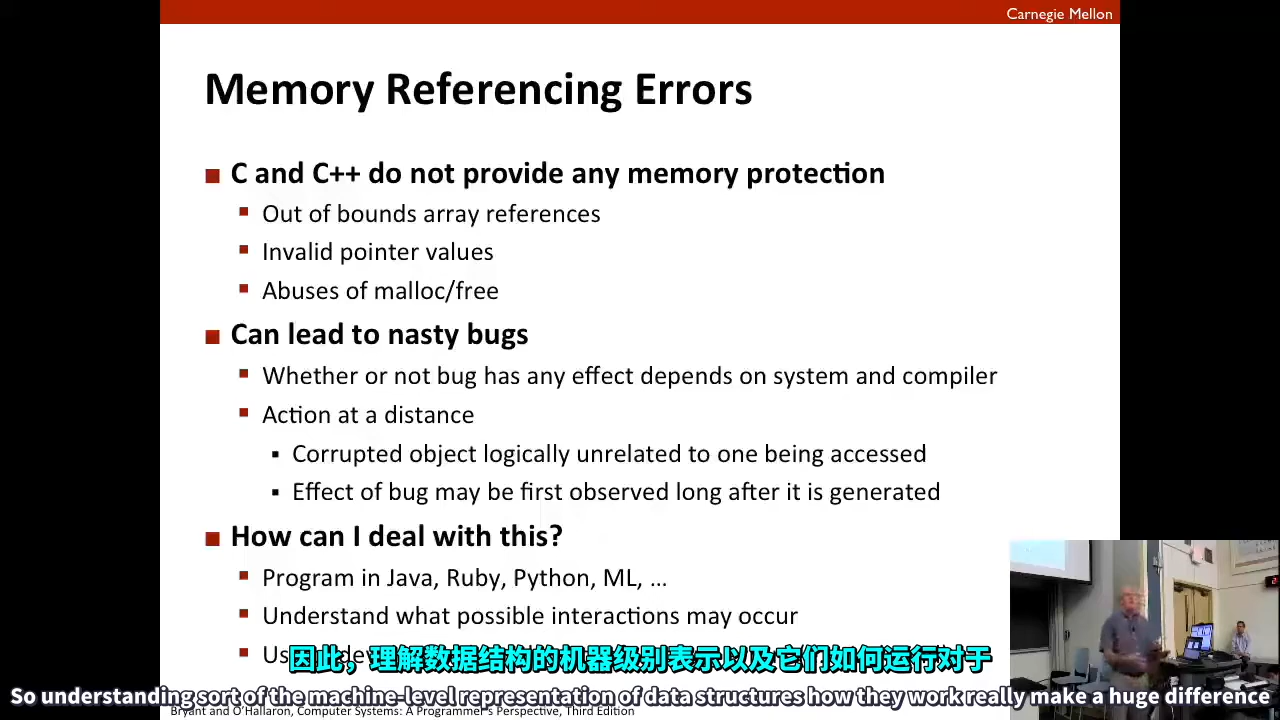 Carnegie Mellon
Memory Referencing Errors
C and C++ do not provide any memory protection
Out of bounds array references
Invalid pointer values
Abuses of malloc/free
Can lead to nasty bugs
Whether or not bug has any effect depends on system and compiler
Action at a distance
Corrupted object logically unrelated to one being accessed
Effect of bug may be first observed long after it is generated
How can I deal with this?
Program in Java, Ruby, Python, ML, …
Understand what possible interactions may occur
因此，理解数据结构的机器级别表示以及它们如何运行对于
So understanding sort of the machine-level representation of data structures how they work really make a huge difference
Bryant and O'Hallaron, Computer Systems: A Programmer's Perspective, Third Edition